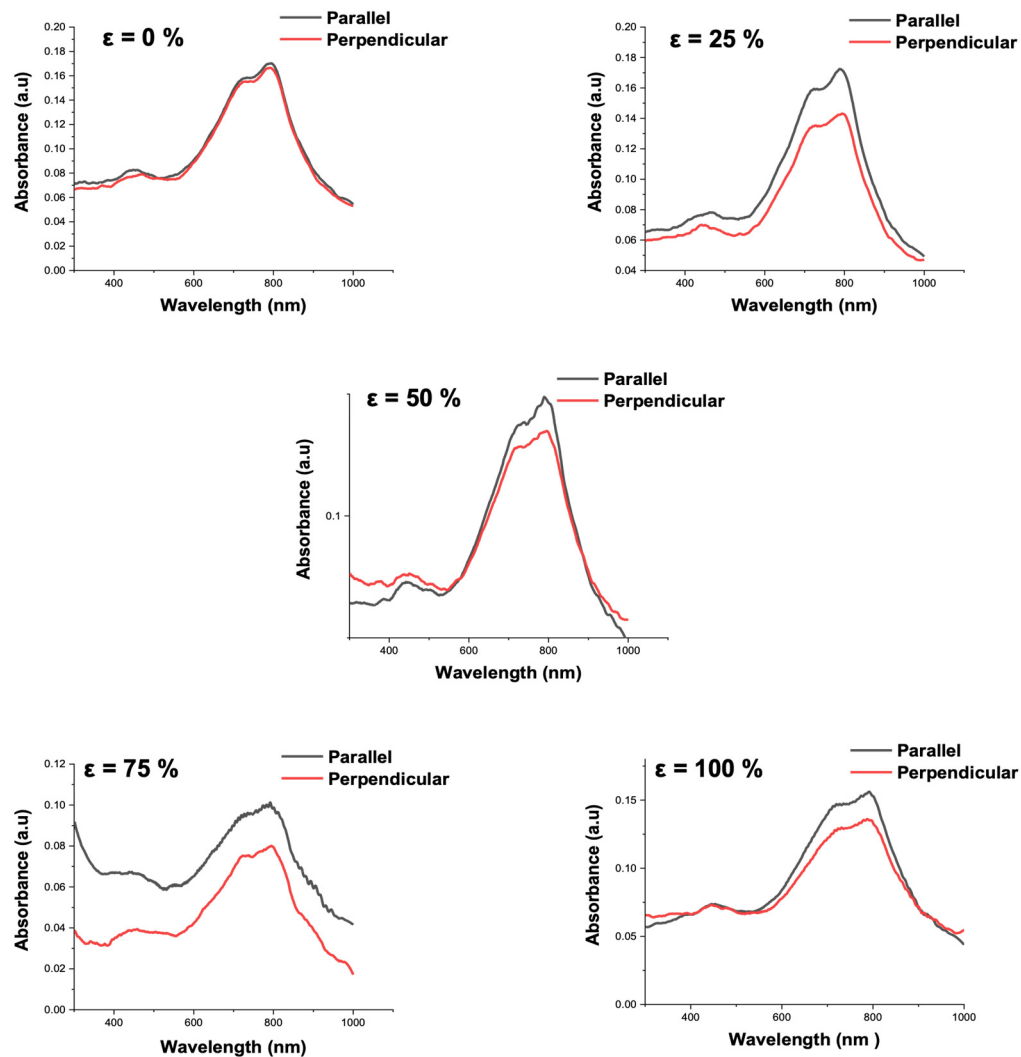 ε = 0 %
Parallel
Perpendicular
Absorbance (a.u)
0.20
0.18
0.16
0.14
0.12
0.10
0.08
0.06
0.04
0.02
0.00
400 600 800 1000
Wavelength (nm)
ε = 25 %
Parallel
Perpendicular
Absorbance (a.u)
0.20
0.18
0.16
0.14
0.12
0.10
0.08
0.06
0.04
400 600 800 1000
Wavelength (nm)
ε = 50 %
Parallel
Perpendicular
Absorbance (a.u)
0.1
400 600 800 1000
Wavelength (nm)
ε = 75 %
Parallel
Perpendicular
Absorbance (a.u)
0.12
0.10
0.08
0.06
0.04
0.02
0.00
400 600 800 1000
Wavelength (nm)
ε = 100 %
Parallel
Perpendicular
Absorbance (a.u)
0.15
0.10
0.05
0.00
400 600 800 1000
Wavelength (nm )